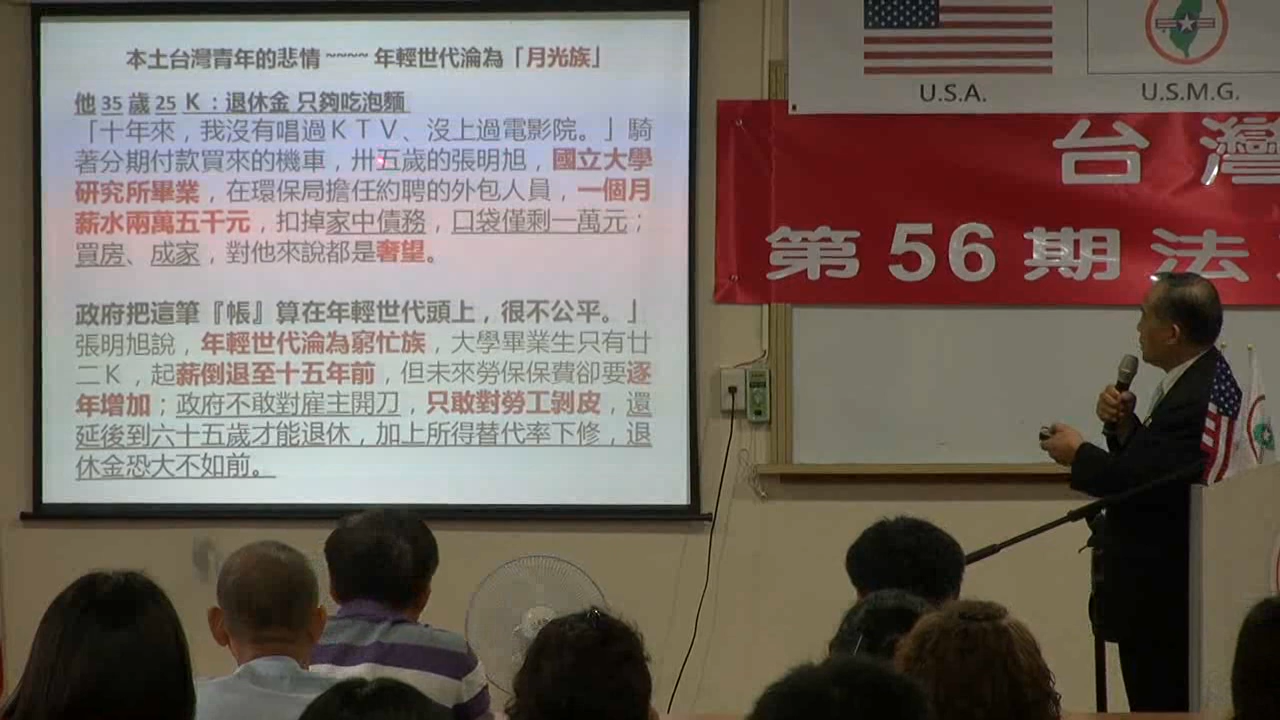 本土台灣青年的悲情 ~~~~ 年輕世代淪為「月光族」
他 35 歲 25 K：退休金 只夠吃泡麵
「十年來，我沒有唱過KTV、沒上過電影院。」騎
著分期付款買來的機車，卅五歲的張明旭，國立大學
研究所畢業，在環保局擔任約聘的外包人員，一個月
薪水兩萬五千元，扣掉家中債務，口袋僅剩一萬元；
買房、成家，對他來說都是奢望。
政府把這筆『帳』算在年輕世代頭上，很不公平。」
張明旭說，年輕世代淪為窮忙族，大學畢業生只有廿
二K，起薪倒退至十五年前，但未來勞保保費卻要逐
年增加；政府不敢對雇主開刀，只敢對勞工剝皮，還
延後到六十五歲才能退休，加上所得替代率下修，退
休金恐大不如前。
U.S.A.
U.S.M.G.
台灣
第56期法